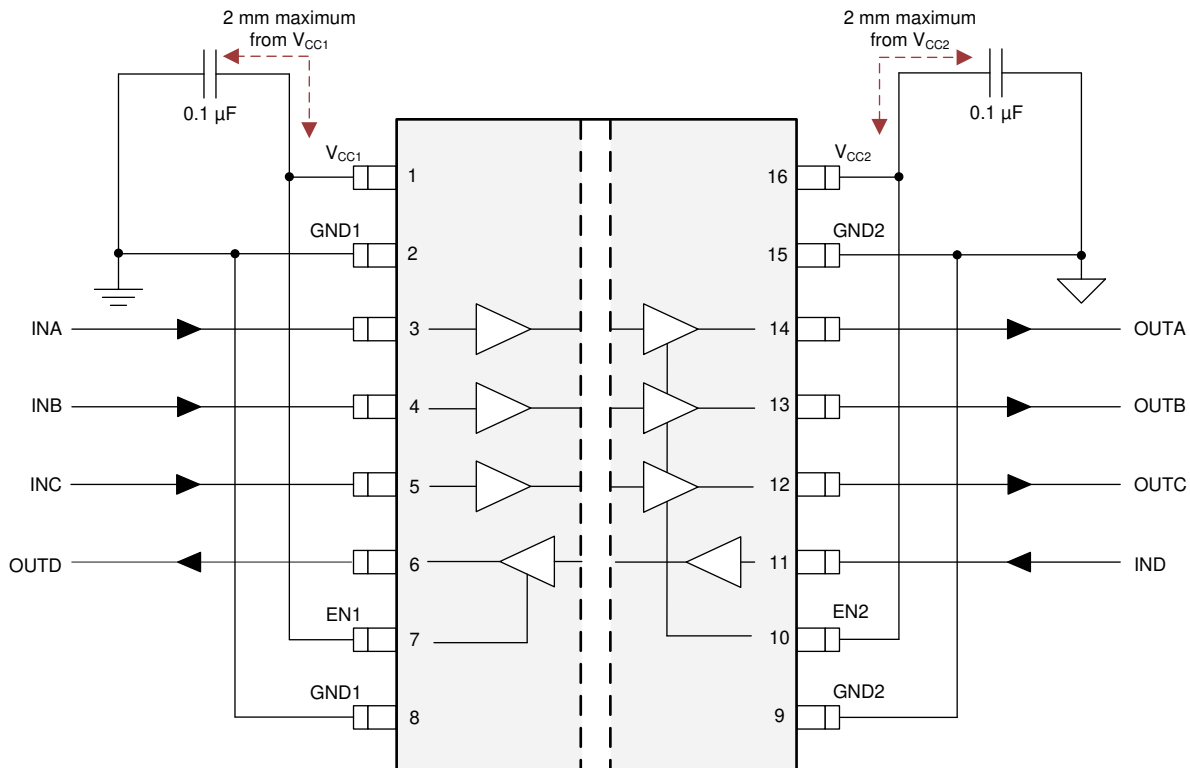 2 mm maximum
from VCC1
2 mm maximum
from VCC2
0.1 µF
0.1 µF
VCC1
1
16
VCC2
GND1
2
15
GND2
INA
3
14
OUTA
INB
4
13
OUTB
INC
5
12
OUTC
OUTD
6
11
IND
EN1
7
10
EN2
GND1
8
9
GND2